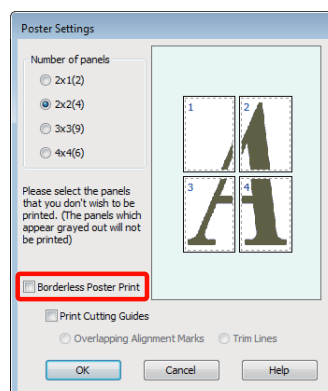 Poster Settings
Number of panels
2x1(2)
2x2(4)
3x3(9)
4x4(6)
1 2
3 4
Please select the panels
that you don't wish to be
printed. (The panels which
appear grayed out will not
be printed)
Borderless Poster Print
Print Cutting Guides
Overlapping Alignment Marks Trim Lines
OK Cancel Help